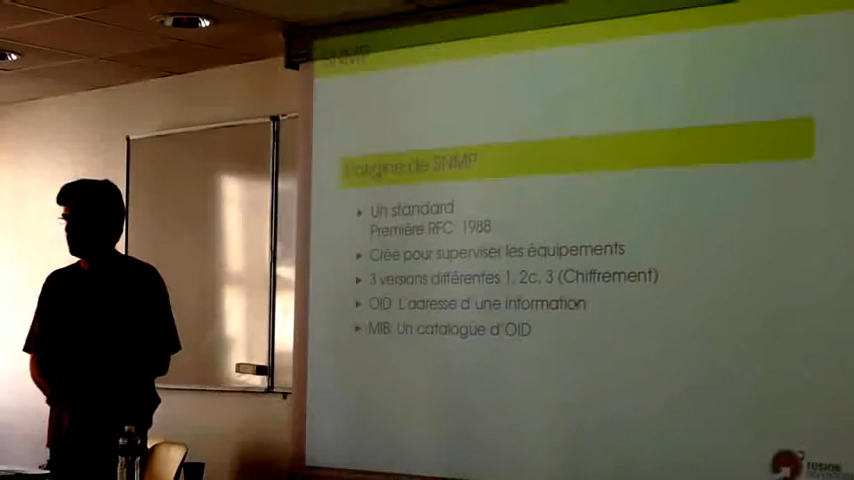 SNMP
L'origine de SNMP
Un standard
Première RFC: 1988
Crée pour superviser les équipements
3 versions différentes 1, 2c, 3 (Chiffrement)
OID: L'adresse d'une information
MIB: Un catalogue d'OID
FUSION